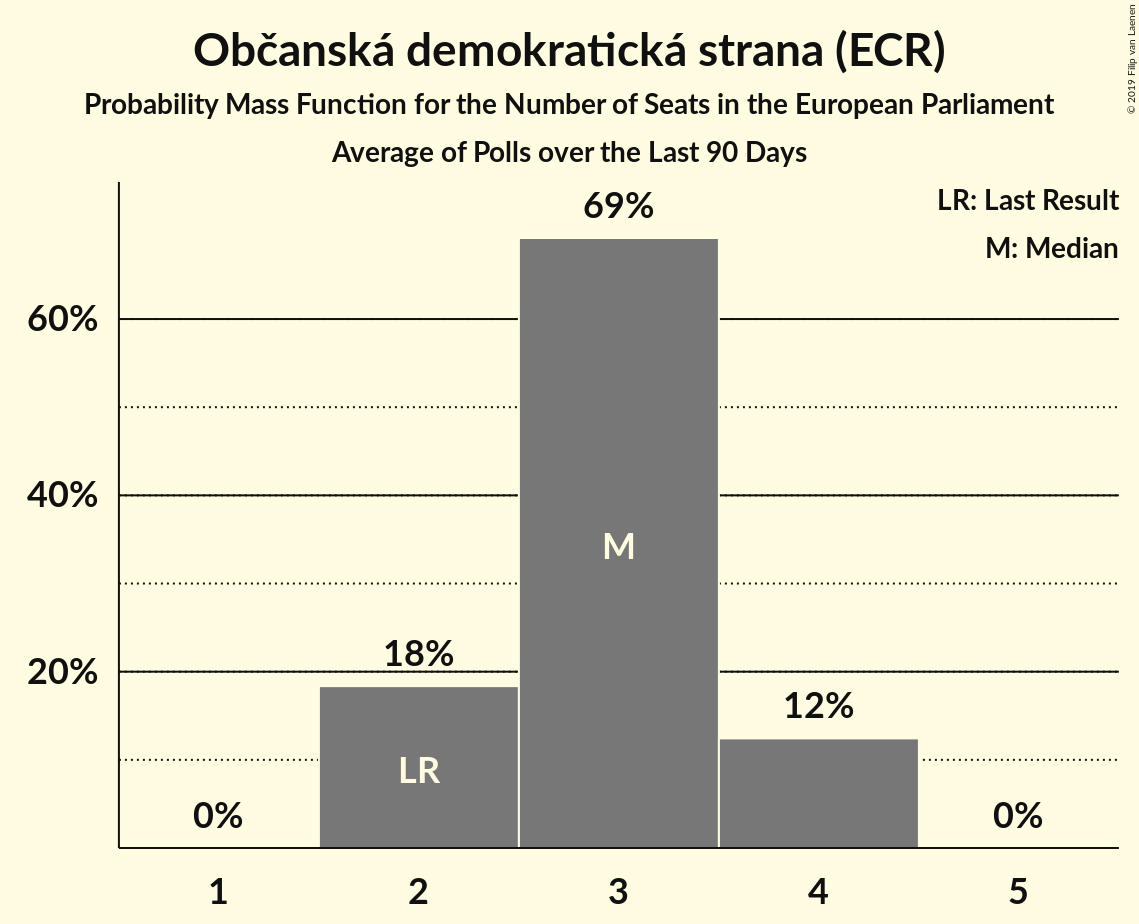 Občanská demokratická strana (ECR)
Probability Mass Function for the Number of Seats in the European Parliament
Average of Polls over the Last 90 Days
© 2019 Filip van Laenen
LR: Last Result
M: Median
69%
60%
40%
M
20%
18%
12%
LR
0%
0%
1 2 3 4 5